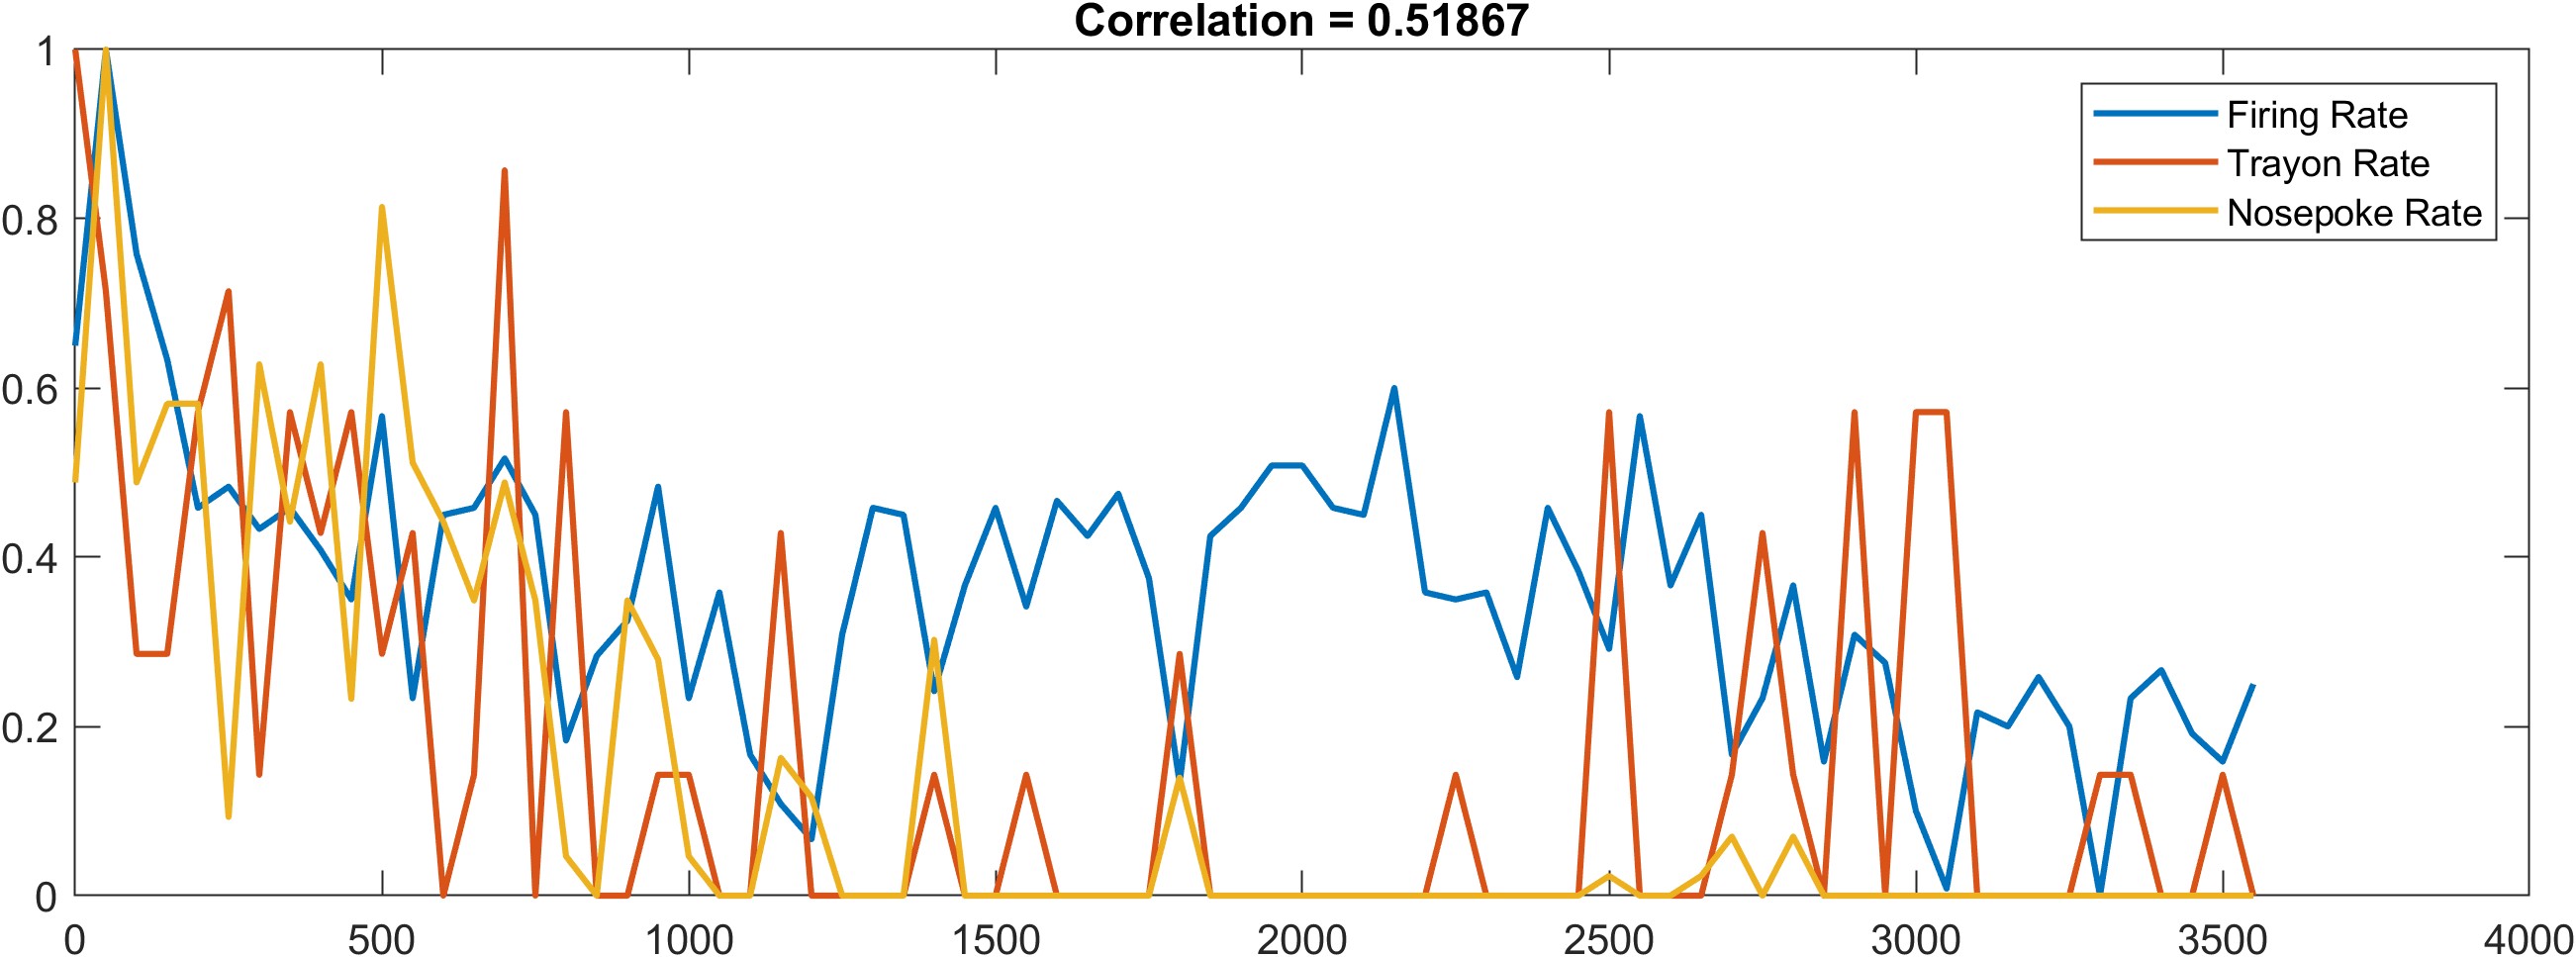 Correlation = 0.51867
1
0.8
0.6
0.4
0.2
0
Firing Rate
Trayon Rate
Nosepoke Rate
0 500 1000 1500 2000 2500 3000 3500 4000